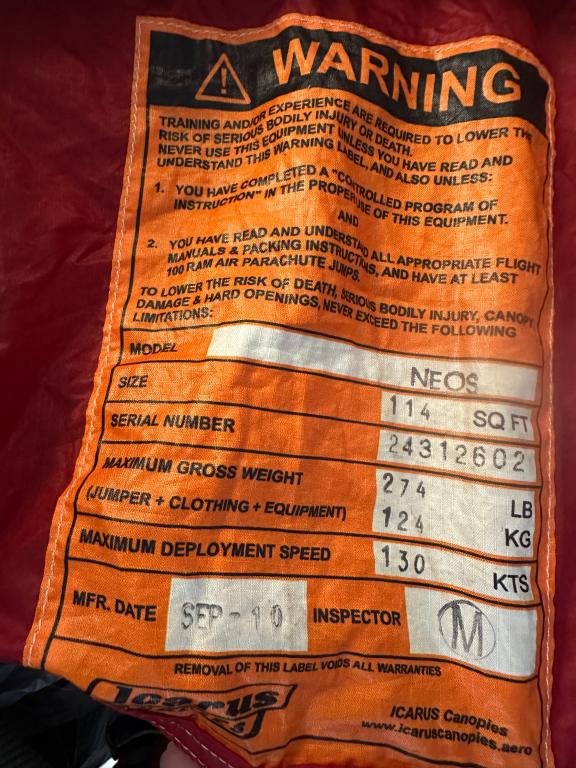 WARNING
TRAINING AND/OR EXPERIENCE ARE REQUIRED TO LOWER THE
RISK OF SERIOUS BODILY INJURY OR DEATH.
NEVER USE THIS EQUIPMENT UNLESS YOU HAVE READ AND
UNDERSTAND THIS WARNING LABEL, AND ALSO UNLESS:
1. YOU HAVE COMPLETED A "CONTROLLED PROGRAM OF
INSTRUCTION" IN THE PROPER USE OF THIS EQUIPMENT.
AND
2. YOU HAVE READ AND UNDERSTAND ALL APPROPRIATE FLIGHT
MANUALS & PACKING INSTRUCTIONS, AND HAVE AT LEAST
100 RAM AIR PARACHUTE JUMPS.
TO LOWER THE RISK OF DEATH, SERIOUS BODILY INJURY, CANOPY
DAMAGE & HARD OPENINGS, NEVER EXCEED THE FOLLOWING
LIMITATIONS:
MODEL NEOS
SIZE 114 SQ FT
SERIAL NUMBER 24312602
MAXIMUM GROSS WEIGHT 274 LB
(JUMPER + CLOTHING + EQUIPMENT) 124 KG
MAXIMUM DEPLOYMENT SPEED 130 KTS
MFR. DATE SEP-10 INSPECTOR M
REMOVAL OF THIS LABEL VOIDS ALL WARRANTIES
Icarus
ICARUS Canopies
www.icaruscanopies.aero